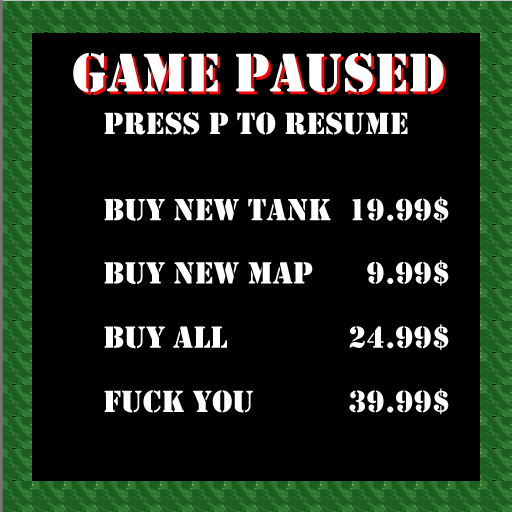 GAME PAUSED
PRESS P TO RESUME
BUY NEW TANK 19.99$
BUY NEW MAP 9.99$
BUY ALL 24.99$
FUCK YOU 39.99$